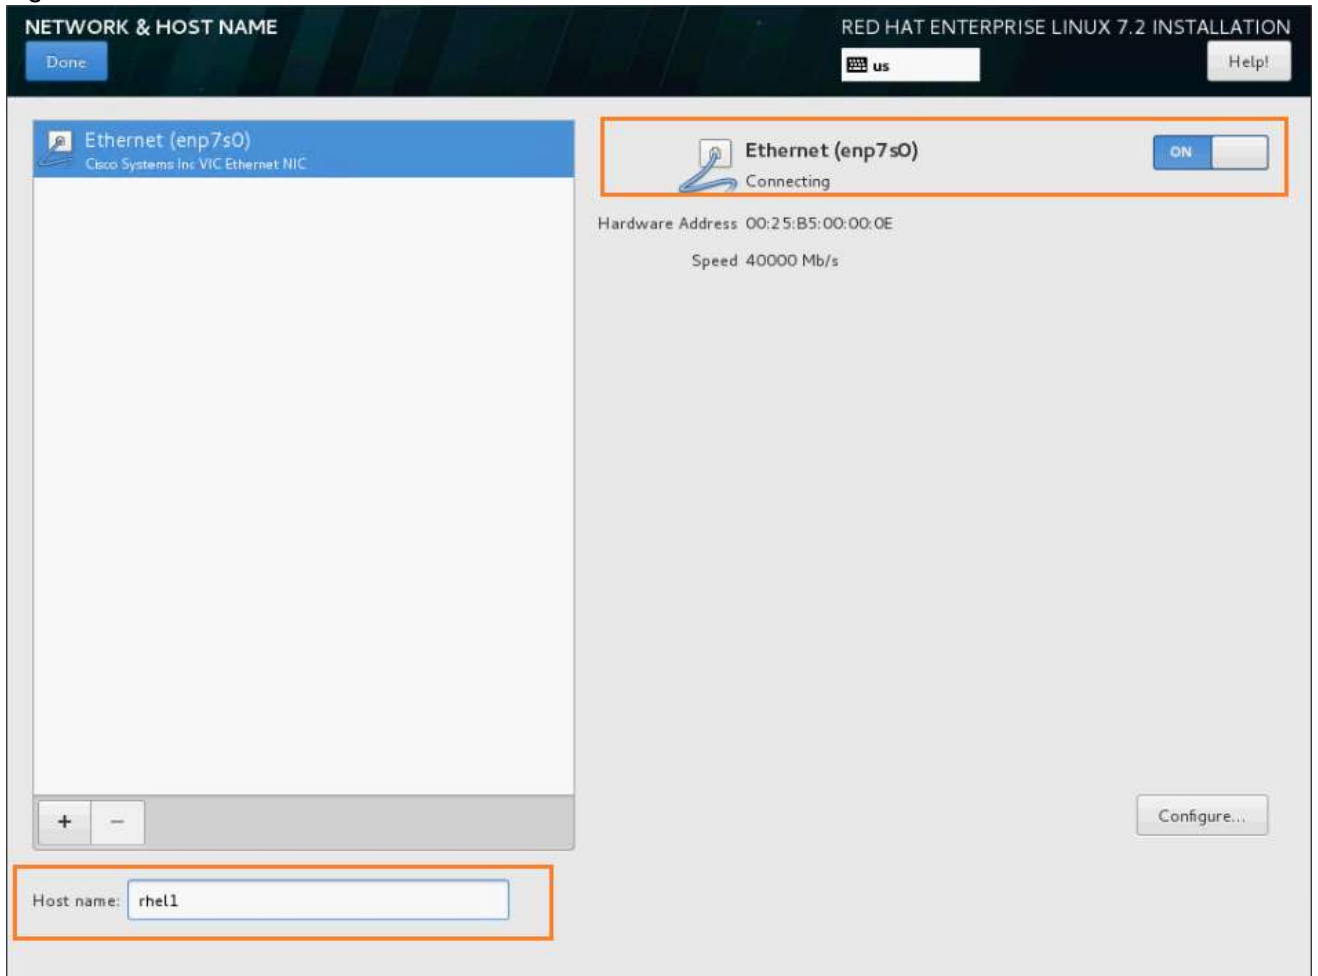 NETWORK & HOST NAME
RED HAT ENTERPRISE LINUX 7.2 INSTALLATION
Done
us
Help!
Ethernet (enp7s0)
Cisco Systems Inc VIC Ethernet NIC
Ethernet (enp7s0)
Connecting
ON
Hardware Address 00:25:B5:00:00:0E
Speed 40000 Mb/s
+ −
Configure...
Host name: rhel1